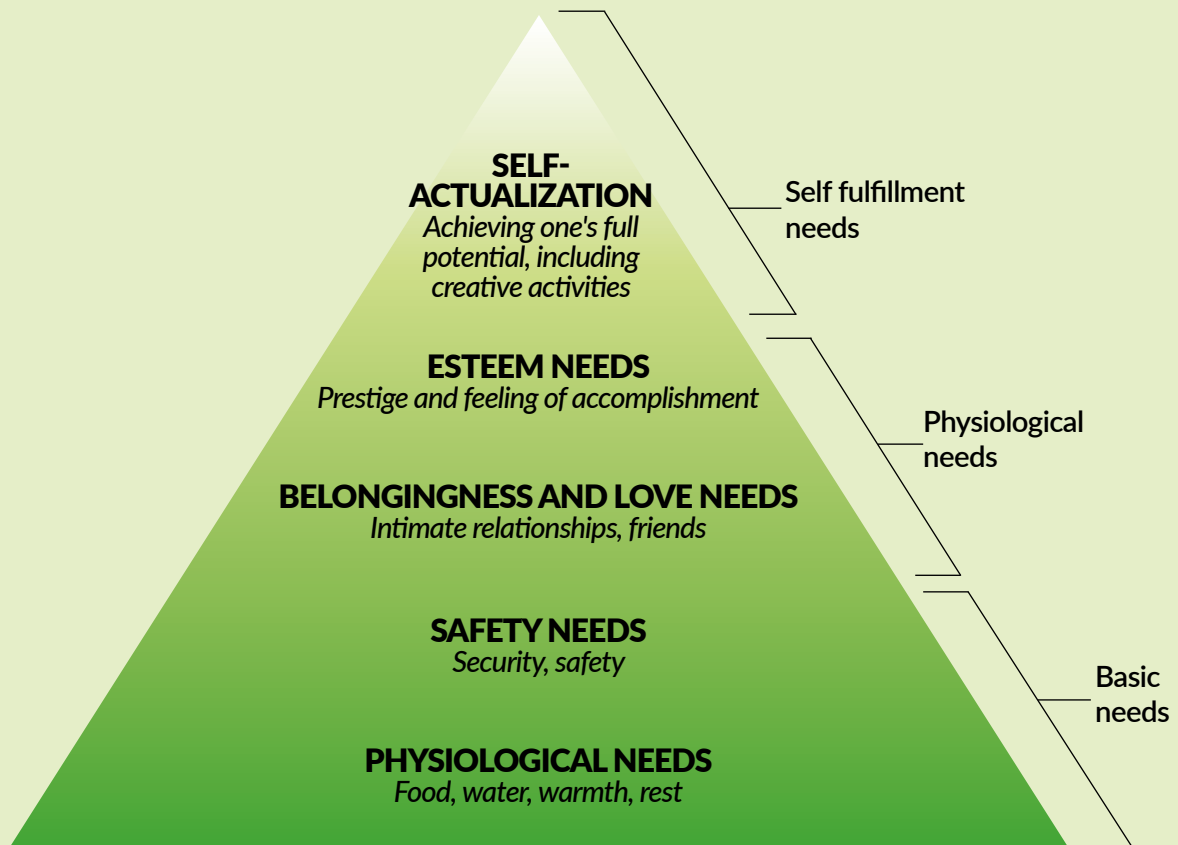 SELF-
ACTUALIZATION
Achieving one's full
potential, including
creative activities
Self fulfillment
needs
ESTEEM NEEDS
Prestige and feeling of accomplishment
Physiological
needs
BELONGINGNESS AND LOVE NEEDS
Intimate relationships, friends
SAFETY NEEDS
Security, safety
Basic
needs
PHYSIOLOGICAL NEEDS
Food, water, warmth, rest